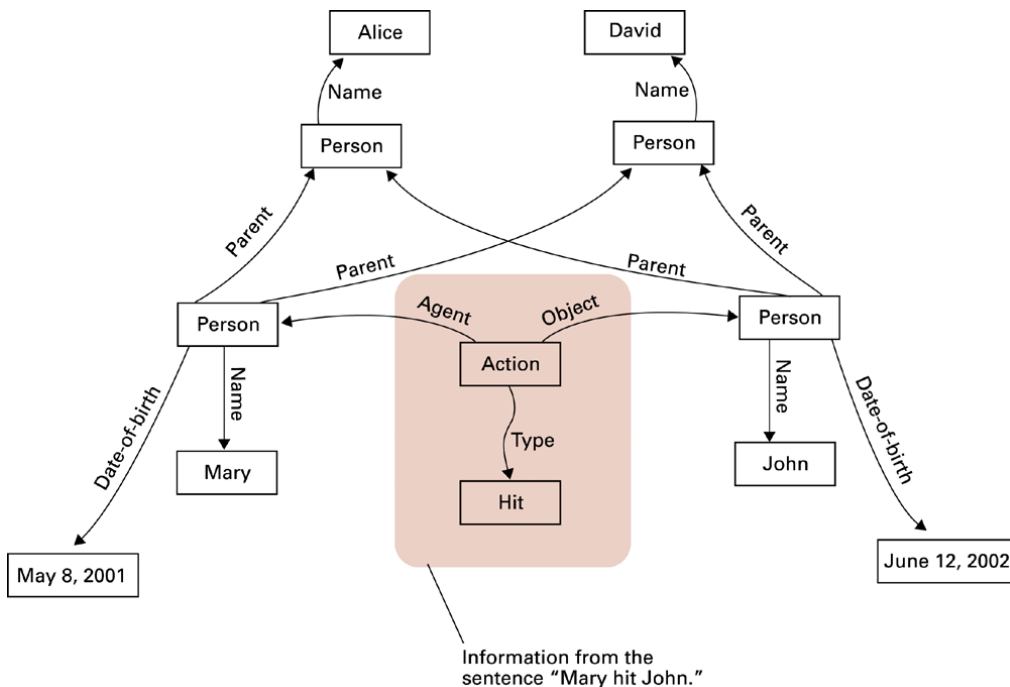 Alice
David
Name
Name
Person
Person
Parent
Parent
Parent
Parent
Agent
Object
Person
Person
Action
Date-of-birth
Name
Type
Name
Date-of-birth
Mary
John
Hit
May 8, 2001
June 12, 2002
Information from the
sentence “Mary hit John.”